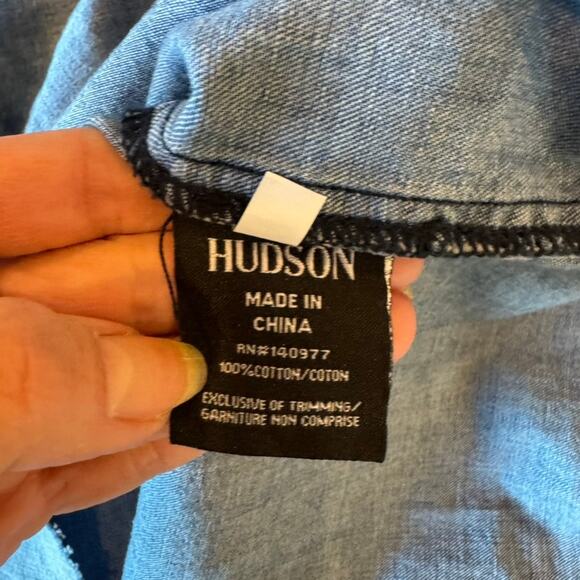 HUDSON
MADE IN
CHINA
RN#140977
100%COTTON/COTON
EXCLUSIVE OF TRIMMING/
GARNITURE NON COMPRISE